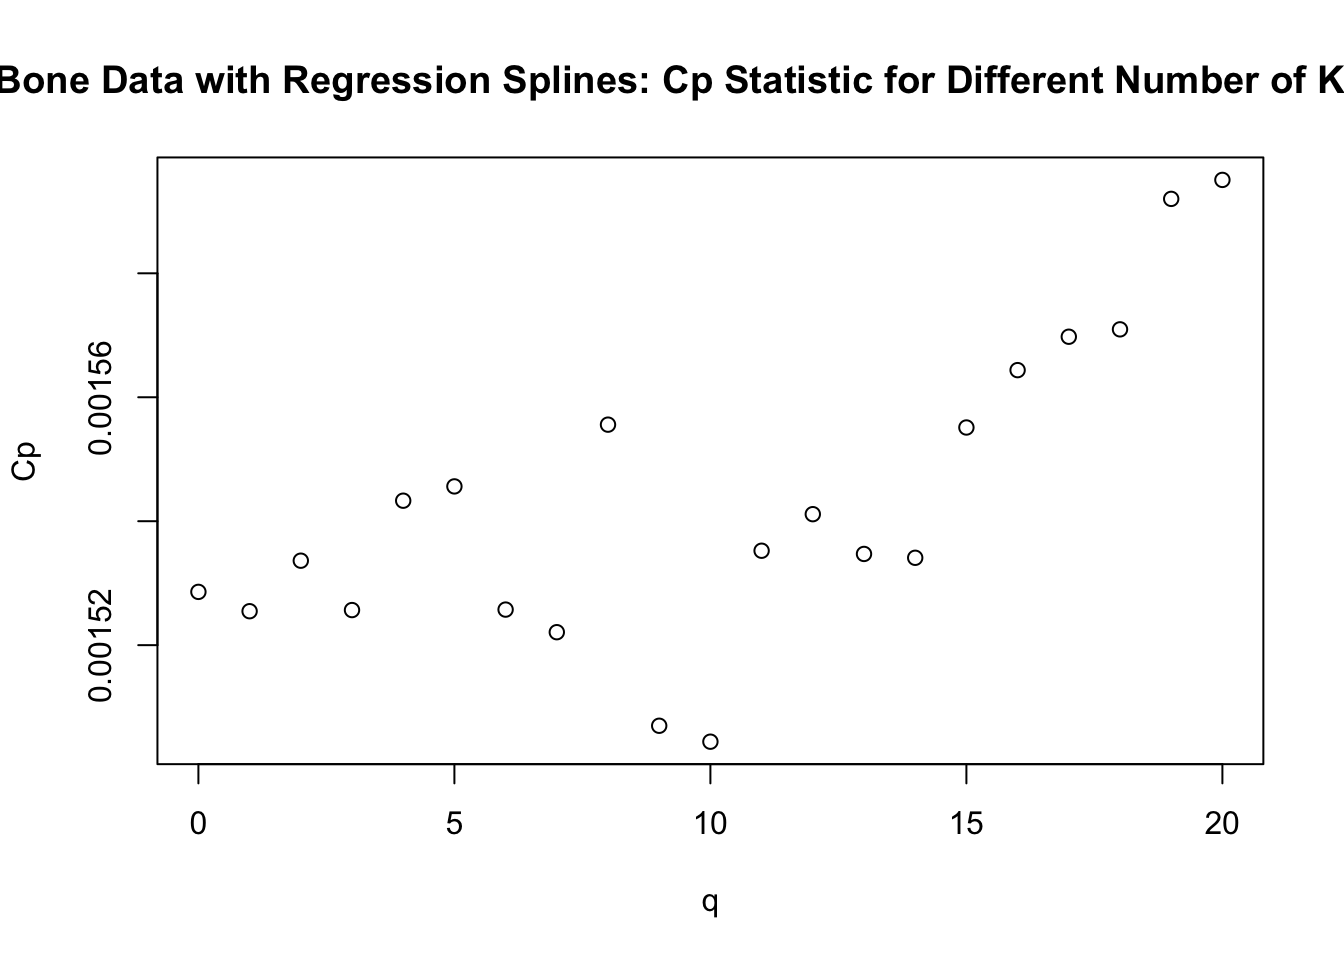 Bone Data with Regression Splines: Cp Statistic for Different Number of K
Cp
0.00156
0.00152
0 5 10 15 20
q